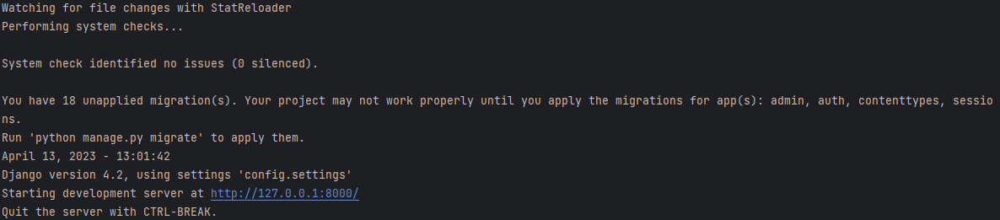 Watching for file changes with StatReloader
Performing system checks...
System check identified no issues (0 silenced).
You have 18 unapplied migration(s). Your project may not work properly until you apply the migrations for app(s): admin, auth, contenttypes, sessio
ns.
Run 'python manage.py migrate' to apply them.
April 13, 2023 - 13:01:42
Django version 4.2, using settings 'config.settings'
Starting development server at http://127.0.0.1:8000/
Quit the server with CTRL-BREAK.